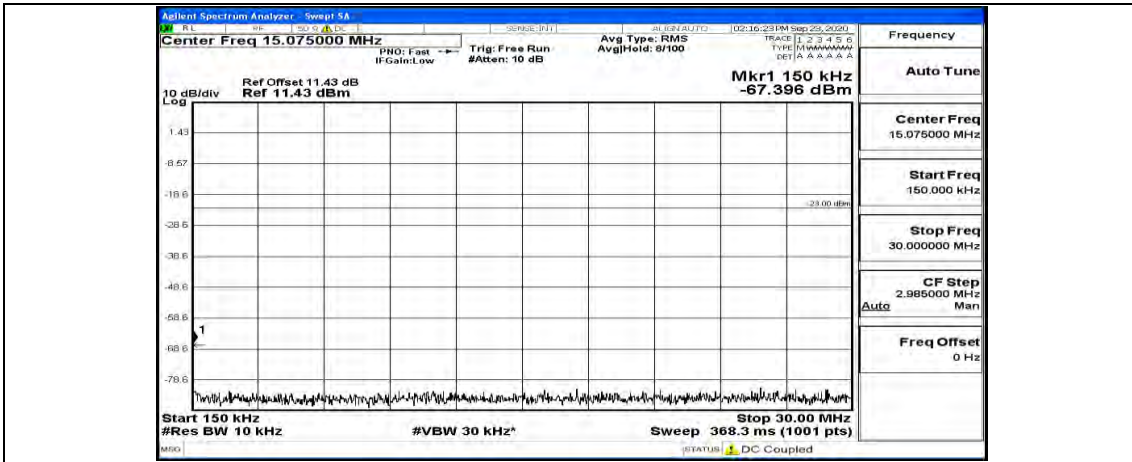 Agilent Spectrum Analyzer - Swept SA
RL RF 50 Ω DC SENSE:INT ALIGN AUTO 02:16:23 PM Sep 23, 2020
Center Freq 15.075000 MHz
PNO: Fast
IFGain:Low
Trig: Free Run
#Atten: 10 dB
Avg Type: RMS
Avg|Hold: 8/100
TRACE 1 2 3 4 5 6
TYPE M WWWWW
DET A A A A A A
Ref Offset 11.43 dB
Ref 11.43 dBm
10 dB/div
Log
Mkr1 150 kHz
-67.396 dBm
1.43
-8.57
-18.6
-23.00 dBm
-28.6
-38.6
-48.6
-58.6
1
-68.6
-78.6
Start 150 kHz
Stop 30.00 MHz
#Res BW 10 kHz
#VBW 30 kHz*
Sweep 368.3 ms (1001 pts)
MSG
STATUS DC Coupled
Frequency
Auto Tune
Center Freq
15.075000 MHz
Start Freq
150.000 kHz
Stop Freq
30.000000 MHz
CF Step
2.985000 MHz
Auto Man
Freq Offset
0 Hz